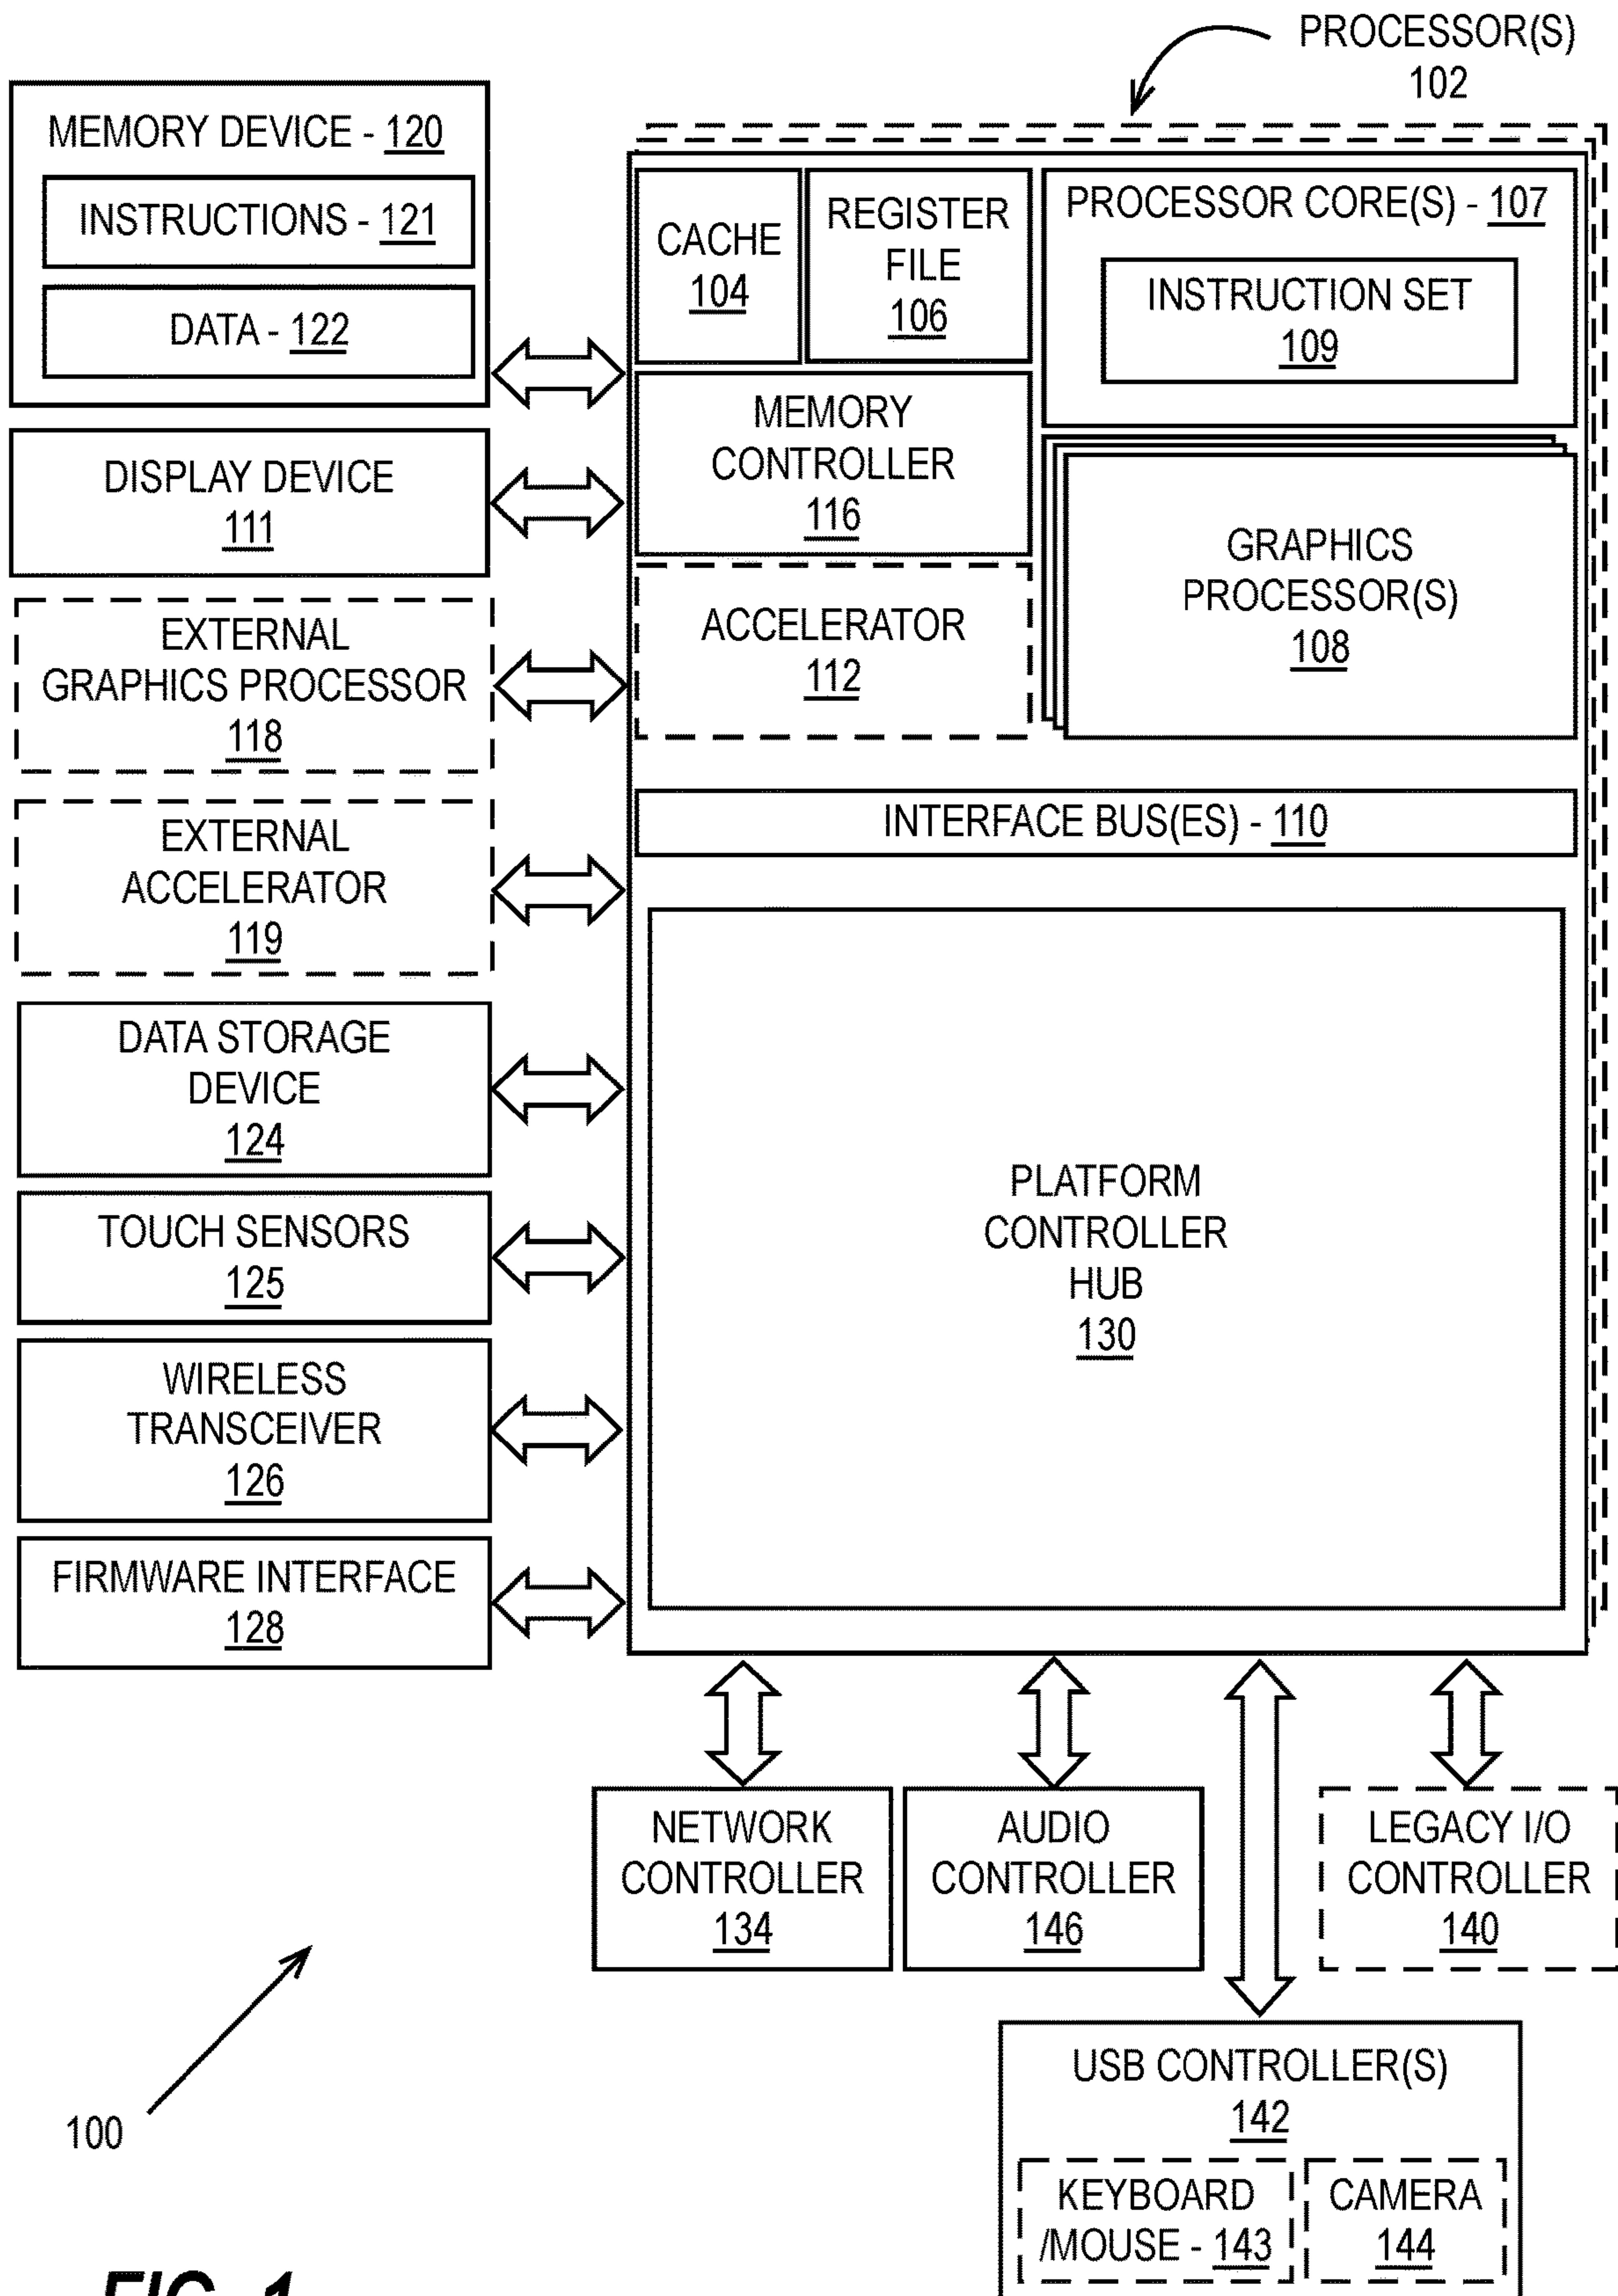 PROCESSOR(S)
102
MEMORY DEVICE - 120
INSTRUCTIONS - 121
DATA - 122
CACHE
104
REGISTER
FILE
106
PROCESSOR CORE(S) - 107
INSTRUCTION SET
109
MEMORY
CONTROLLER
116
DISPLAY DEVICE
111
GRAPHICS
PROCESSOR(S)
108
EXTERNAL
GRAPHICS PROCESSOR
118
ACCELERATOR
112
INTERFACE BUS(ES) - 110
EXTERNAL
ACCELERATOR
119
DATA STORAGE
DEVICE
124
TOUCH SENSORS
125
WIRELESS
TRANSCEIVER
126
FIRMWARE INTERFACE
128
PLATFORM
CONTROLLER
HUB
130
NETWORK
CONTROLLER
134
AUDIO
CONTROLLER
146
LEGACY I/O
CONTROLLER
140
USB CONTROLLER(S)
142
KEYBOARD
/MOUSE - 143
CAMERA
144
100
FIG. 1